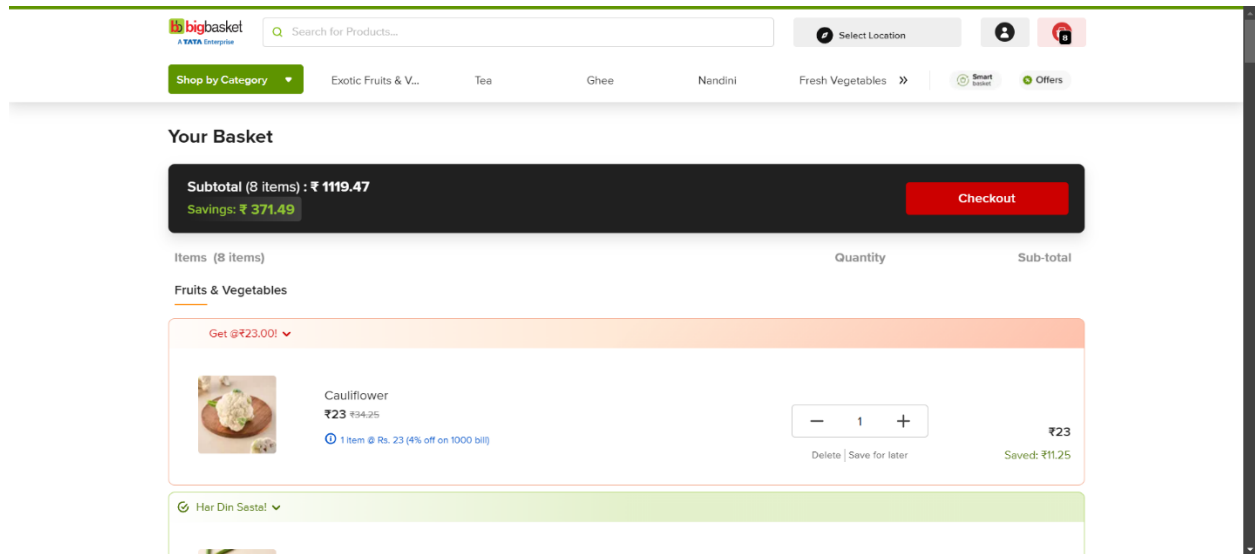 bb bigbasket
A TATA Enterprise
Search for Products...
Select Location
8
Shop by Category
Exotic Fruits & V...
Tea
Ghee
Nandini
Fresh Vegetables »
Smart
basket
Offers
Your Basket
Subtotal (8 items) : ₹ 1119.47
Savings: ₹ 371.49
Checkout
Items (8 items)
Quantity
Sub-total
Fruits & Vegetables
Get @₹23.00!
Cauliflower
₹23 ₹34.25
1 item @ Rs. 23 (4% off on 1000 bill)
1
Delete | Save for later
₹23
Saved: ₹11.25
Har Din Sasta!